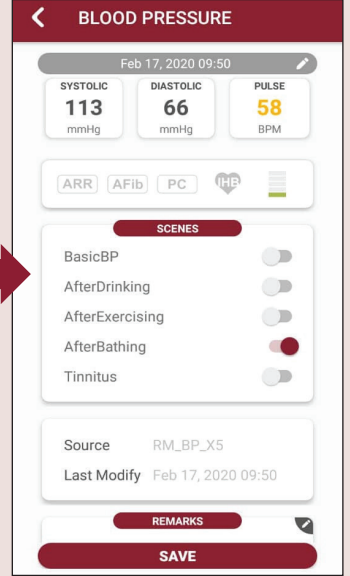 BLOOD PRESSURE
Feb 17, 2020 09:50
SYSTOLIC DIASTOLIC PULSE
113 66 58
mmHg mmHg BPM
ARR AFib PC IHB
SCENES
BasicBP
AfterDrinking
AfterExercising
AfterBathing
Tinnitus
Source RM_BP_X5
Last Modify Feb 17, 2020 09:50
REMARKS
SAVE